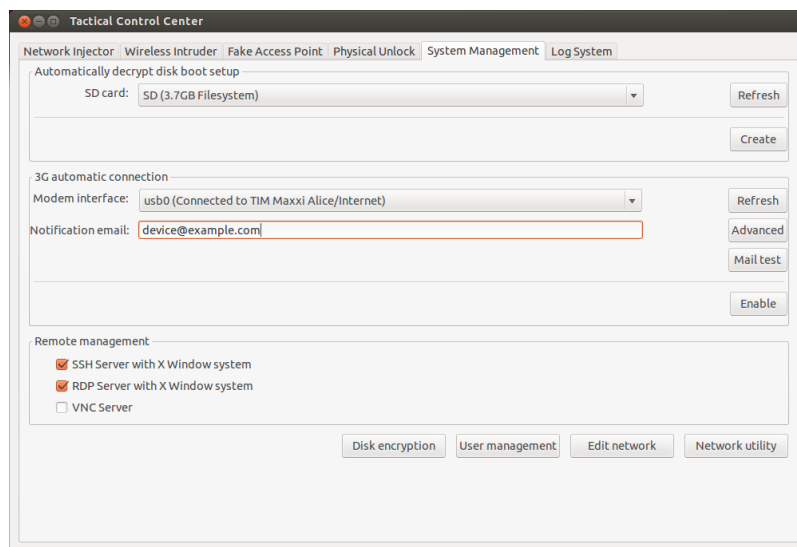 Tactical Control Center
Network Injector Wireless Intruder Fake Access Point Physical Unlock System Management Log System
Automatically decrypt disk boot setup
SD card: SD (3.7GB Filesystem) Refresh
Create
3G automatic connection
Modem interface: usb0 (Connected to TIM Maxxi Alice/Internet) Refresh
Notification email: device@example.com Advanced
Mail test
Enable
Remote management
SSH Server with X Window system
RDP Server with X Window system
VNC Server
Disk encryption User management Edit network Network utility